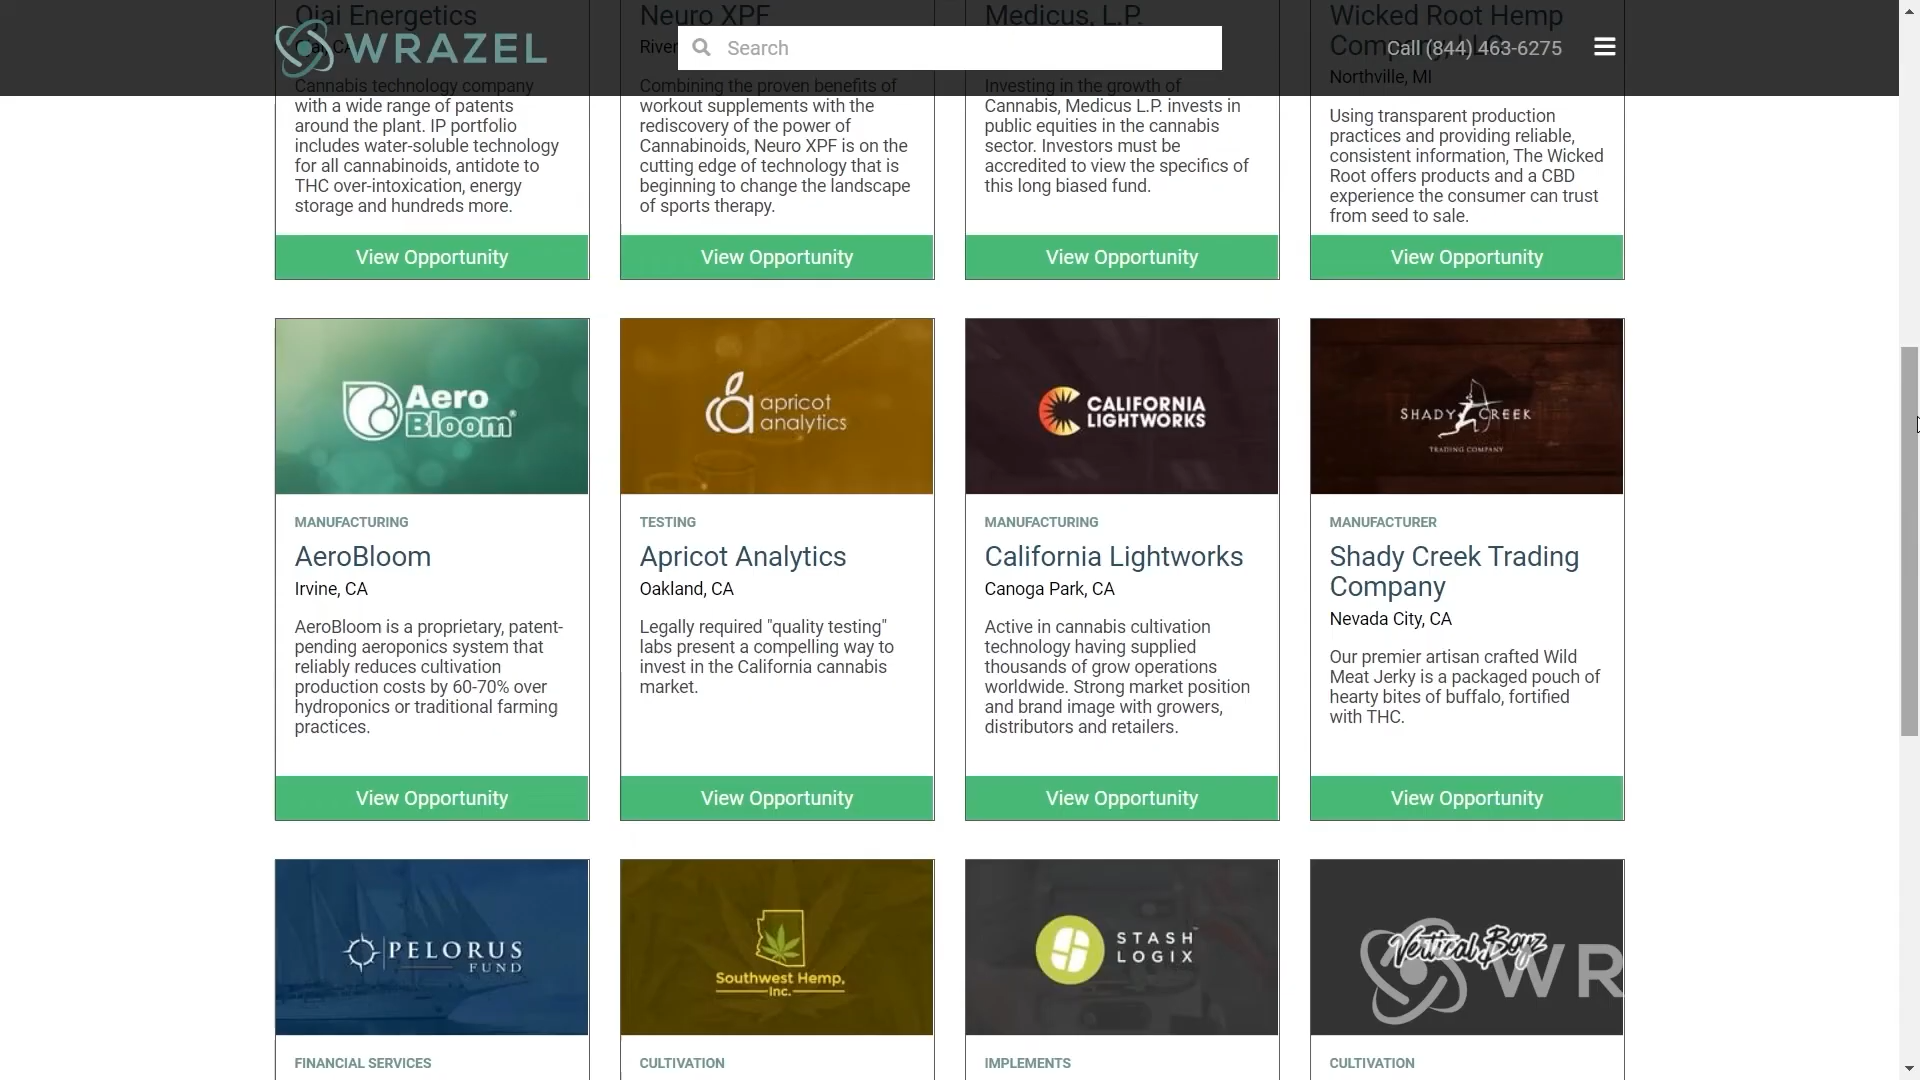 Ojai Energetics
Neuro XPF
Medicus, L.P.
Wicked Root Hemp
WRAZEL
Search
Call (844) 463-6275
Northville, MI
Cannabis technology company
with a wide range of patents
around the plant. IP portfolio
includes water-soluble technology
for all cannabinoids, antidote to
THC over-intoxication, energy
storage and hundreds more.
Combining the proven benefits of
workout supplements with the
rediscovery of the power of
Cannabinoids, Neuro XPF is on the
cutting edge of technology that is
beginning to change the landscape
of sports therapy.
Investing in the growth of
Cannabis, Medicus L.P. invests in
public equities in the cannabis
sector. Investors must be
accredited to view the specifics of
this long biased fund.
Using transparent production
practices and providing reliable,
consistent information, The Wicked
Root offers products and a CBD
experience the consumer can trust
from seed to sale.
View Opportunity
View Opportunity
View Opportunity
View Opportunity
Aero
Bloom®
apricot
analytics
CALIFORNIA
LIGHTWORKS
SHADY CREEK
TRADING COMPANY
MANUFACTURING
AeroBloom
Irvine, CA
AeroBloom is a proprietary, patent-
pending aeroponics system that
reliably reduces cultivation
production costs by 60-70% over
hydroponics or traditional farming
practices.
TESTING
Apricot Analytics
Oakland, CA
Legally required "quality testing"
labs present a compelling way to
invest in the California cannabis
market.
MANUFACTURING
California Lightworks
Canoga Park, CA
Active in cannabis cultivation
technology having supplied
thousands of grow operations
worldwide. Strong market position
and brand image with growers,
distributors and retailers.
MANUFACTURER
Shady Creek Trading
Company
Nevada City, CA
Our premier artisan crafted Wild
Meat Jerky is a packaged pouch of
hearty bites of buffalo, fortified
with THC.
View Opportunity
View Opportunity
View Opportunity
View Opportunity
PELORUS
FUND
Southwest Hemp,
Inc.
STASH
LOGIX™
Vertical Boyz
WR
FINANCIAL SERVICES
CULTIVATION
IMPLEMENTS
CULTIVATION